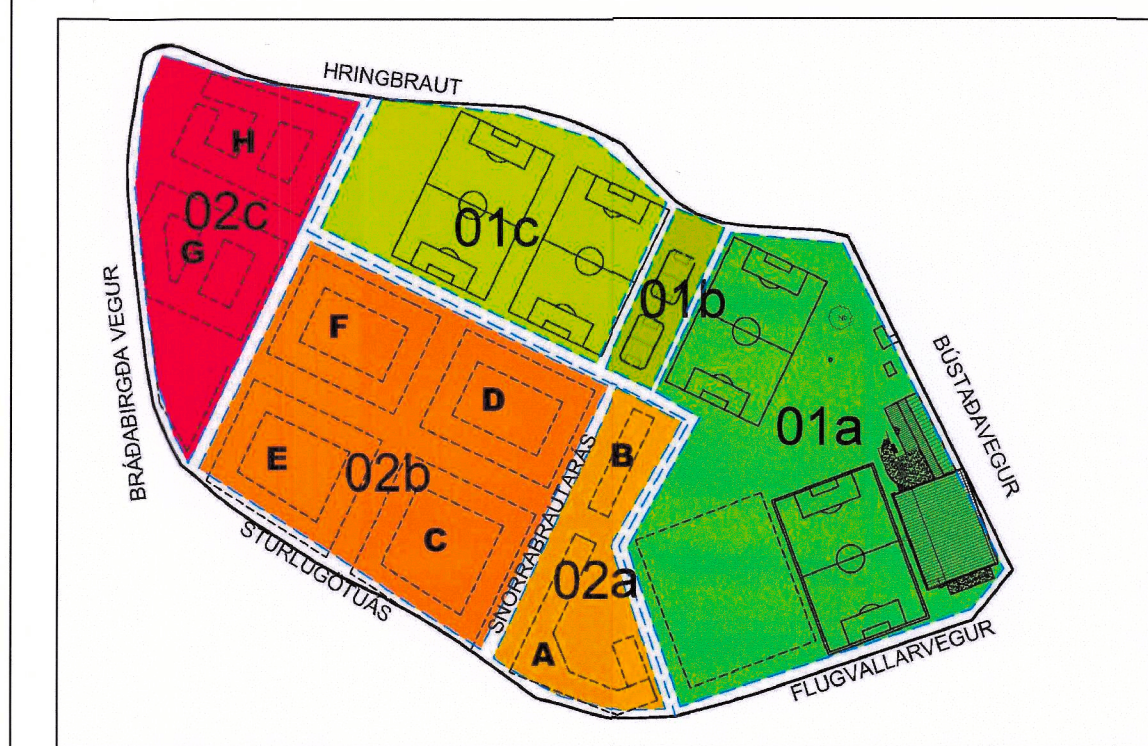 HRINGBRAUT
H
02c
G
01c
01b
BRÁÐABIRGÐA VEGUR
F
D
E
02b
C
B
01a
BÚSTAÐAVEGUR
SNORRABRAUTARÁS
02a
A
STURLUGÖTUÁS
FLUGVALLARVEGUR